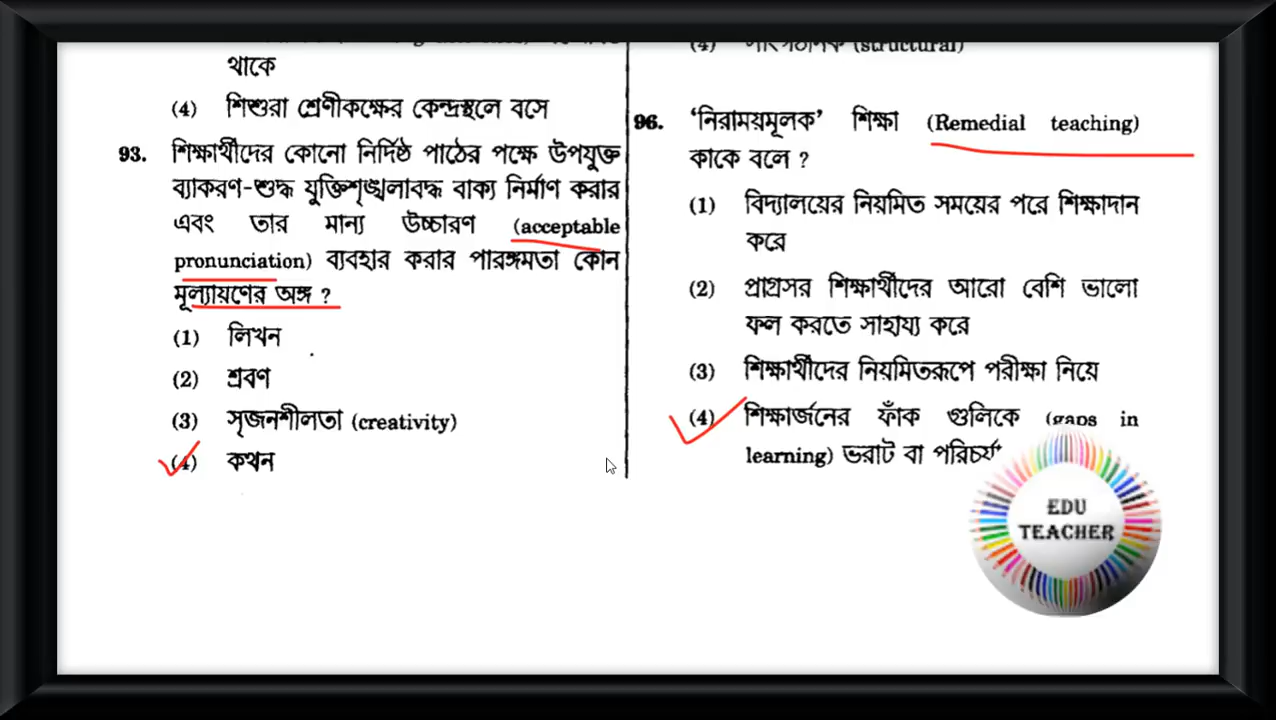 থাকে
(4) শিশুরা শ্রেণীকক্ষের কেন্দ্রস্থলে বসে
93. শিক্ষার্থীদের কোনো নির্দিষ্ঠ পাঠের পক্ষে উপযুক্ত
ব্যাকরণ-শুদ্ধ যুক্তিশৃঙ্খলাবদ্ধ বাক্য নির্মাণ করার
এবং তার মান্য উচ্চারণ (acceptable
pronunciation) ব্যবহার করার পারঙ্গমতা কোন
মূল্যায়ণের অঙ্গ ?
(1) লিখন
(2) শ্রবণ
(3) সৃজনশীলতা (creativity)
(4) কথন
(4) সাংগঠনিক (structural)
96. ‘নিরাময়মূলক’ শিক্ষা (Remedial teaching)
কাকে বলে ?
(1) বিদ্যালয়ের নিয়মিত সময়ের পরে শিক্ষাদান
করে
(2) প্রাগ্রসর শিক্ষার্থীদের আরো বেশি ভালো
ফল করতে সাহায্য করে
(3) শিক্ষার্থীদের নিয়মিতরূপে পরীক্ষা নিয়ে
(4) শিক্ষার্জনের ফাঁক গুলিকে (gaps in
learning) ভরাট বা
EDU
TEACHER